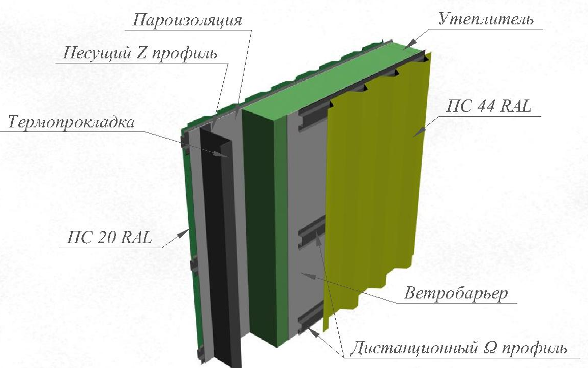 Пароизоляция
Утеплитель
Несущий Z профиль
ПС 44 RAL
Термопрокладка
ПС 20 RAL
Ветробарьер
Дистанционный Ω профиль